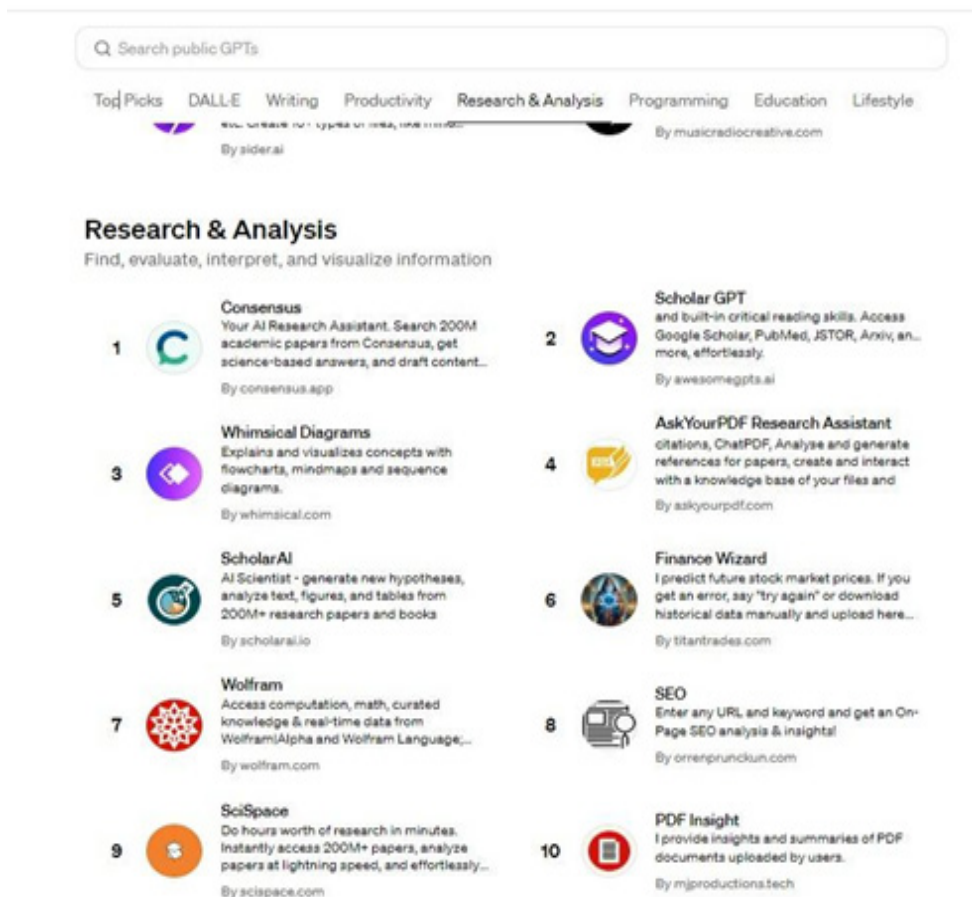 Search public GPTs
Top Picks DALL·E Writing Productivity Research & Analysis Programming Education Lifestyle
etc. Create 10+ types of files, like mind...
By sider.ai
By musicradiocreative.com
Research & Analysis
Find, evaluate, interpret, and visualize information
1
Consensus
Your AI Research Assistant. Search 200M
academic papers from Consensus, get
science-based answers, and draft content...
By consensus.app
2
Scholar GPT
and built-in critical reading skills. Access
Google Scholar, PubMed, JSTOR, Arxiv, an...
more, effortlessly.
By awesomegpts.ai
3
Whimsical Diagrams
Explains and visualizes concepts with
flowcharts, mindmaps and sequence
diagrams.
By whimsical.com
4
AskYourPDF Research Assistant
citations, ChatPDF, Analyse and generate
references for papers, create and interact
with a knowledge base of your files and
By askyourpdf.com
5
ScholarAI
AI Scientist - generate new hypotheses,
analyze text, figures, and tables from
200M+ research papers and books
By scholarai.io
6
Finance Wizard
I predict future stock market prices. If you
get an error, say "try again" or download
historical data manually and upload here...
By titantrades.com
7
Wolfram
Access computation, math, curated
knowledge & real-time data from
Wolfram|Alpha and Wolfram Language;...
By wolfram.com
8
SEO
Enter any URL and keyword and get an On-
Page SEO analysis & insights!
By orrenprunckun.com
9
SciSpace
Do hours worth of research in minutes.
Instantly access 200M+ papers, analyze
papers at lightning speed, and effortlessly...
By scispace.com
10
PDF Insight
I provide insights and summaries of PDF
documents uploaded by users.
By mjproductions.tech